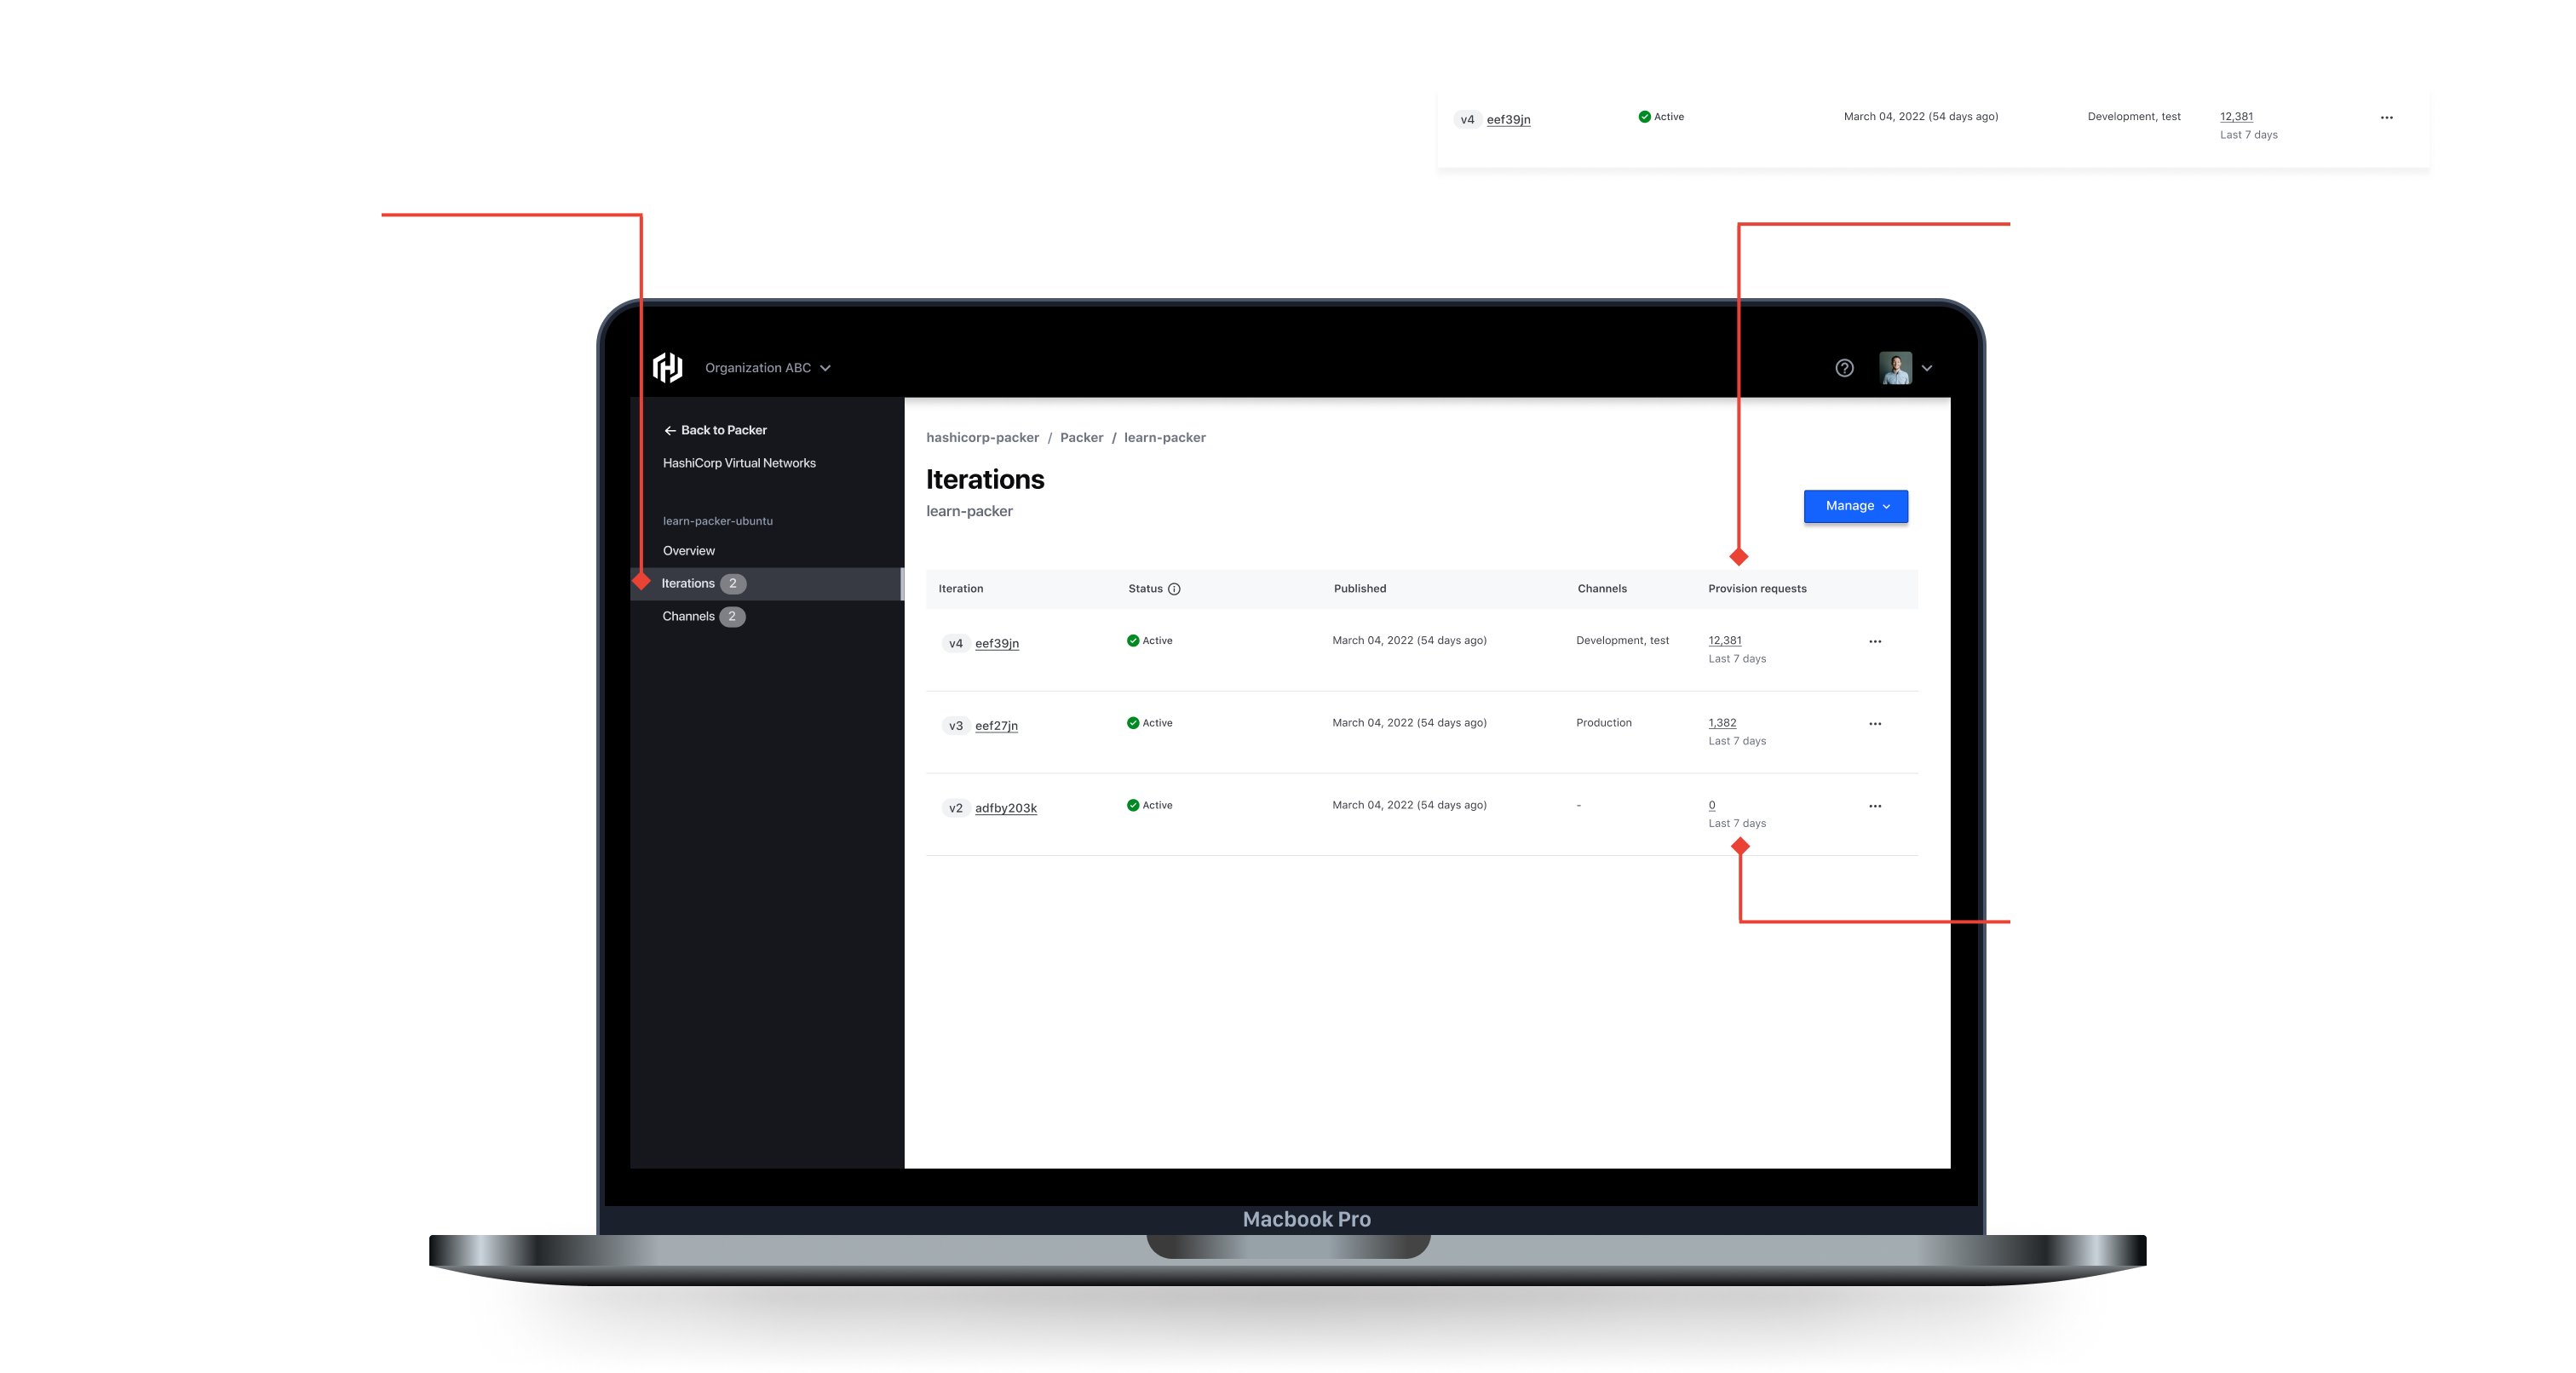 v4 eef39jn Active March 04, 2022 (54 days ago) Development, test 12,381
Last 7 days
Organization ABC
Back to Packer
HashiCorp Virtual Networks
learn-packer-ubuntu
Overview
Iterations 2
Channels 2
hashicorp-packer / Packer / learn-packer
Iterations
learn-packer
Manage
Iteration Status Published Channels Provision requests
v4 eef39jn Active March 04, 2022 (54 days ago) Development, test 12,381
Last 7 days
v3 eef27jn Active March 04, 2022 (54 days ago) Production 1,382
Last 7 days
v2 adfby203k Active March 04, 2022 (54 days ago) - 0
Last 7 days
Macbook Pro